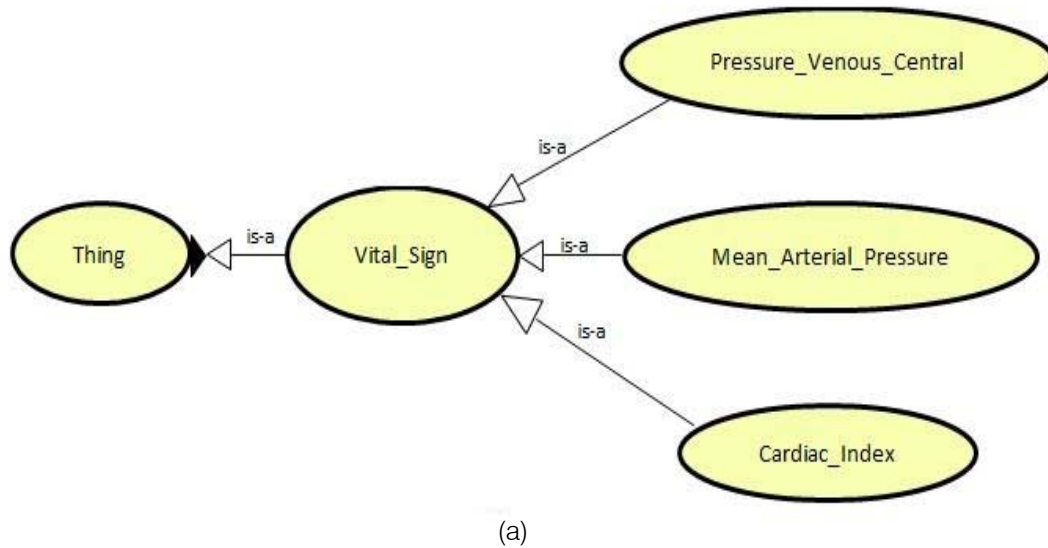 Pressure_Venous_Central
is-a
Thing
is-a
Vital_Sign
is-a
Mean_Arterial_Pressure
is-a
Cardiac_Index
(a)